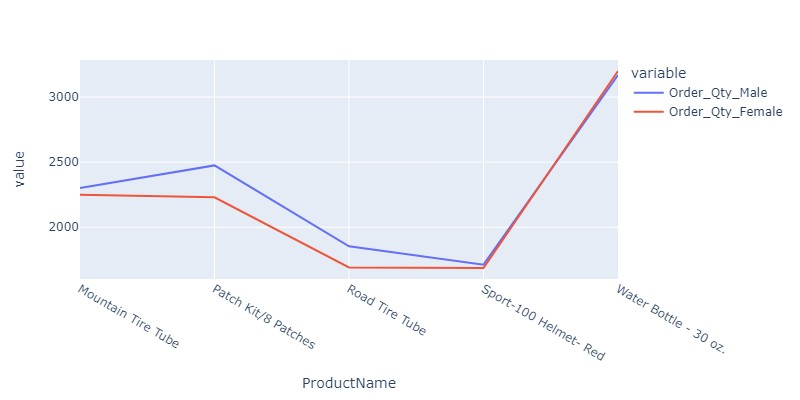 variable
Order_Qty_Male
Order_Qty_Female
value
3000
2500
2000
Mountain Tire Tube
Patch Kit/8 Patches
Road Tire Tube
Sport-100 Helmet- Red
Water Bottle - 30 oz.
ProductName